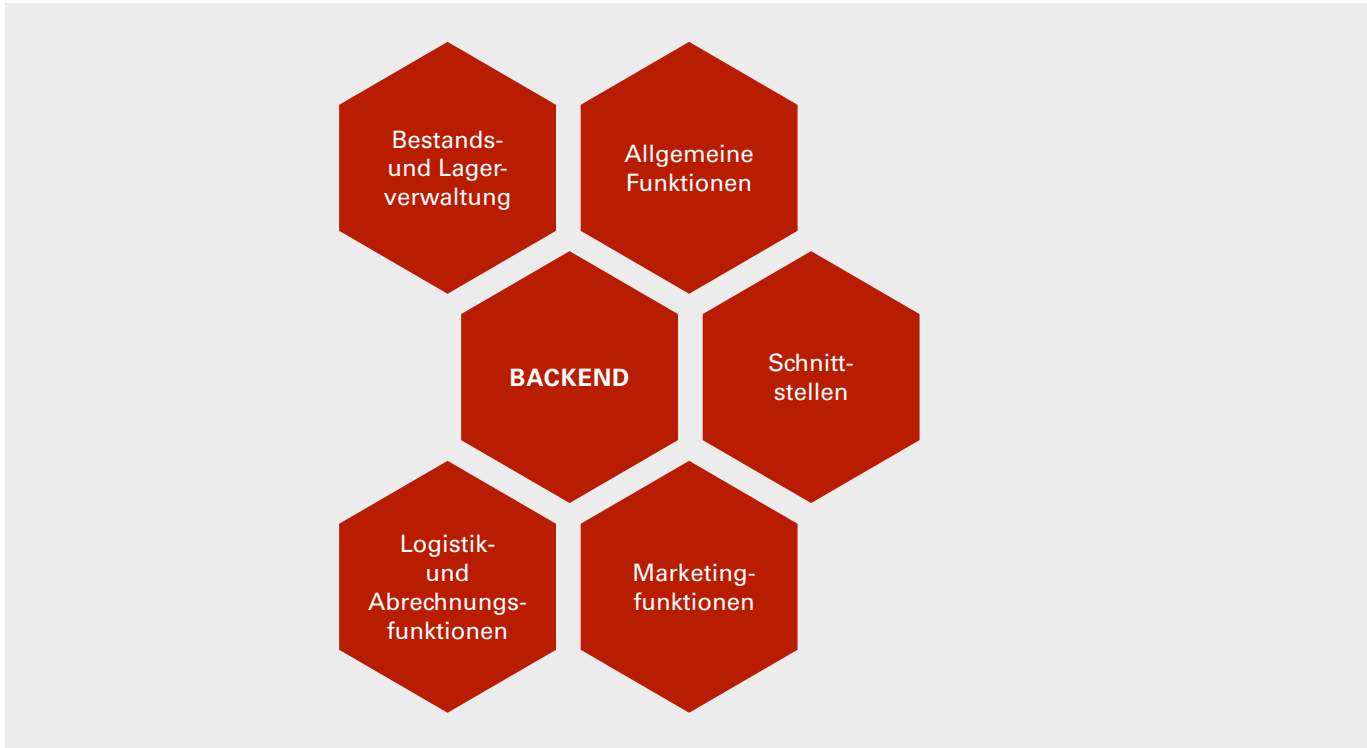 Bestands-
und Lager-
verwaltung
Allgemeine
Funktionen
BACKEND
Schnitt-
stellen
Logistik-
und
Abrechnungs-
funktionen
Marketing-
funktionen